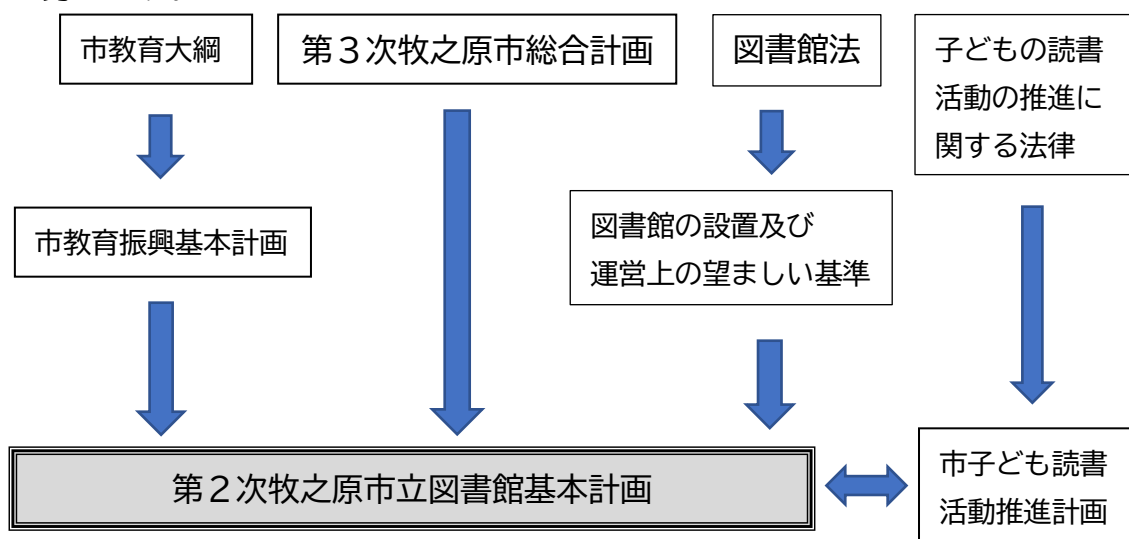 市教育大綱
第３次牧之原市総合計画
図書館法
子どもの読書
活動の推進に
関する法律
市教育振興基本計画
図書館の設置及び
運営上の望ましい基準
第２次牧之原市立図書館基本計画
市子ども読書
活動推進計画